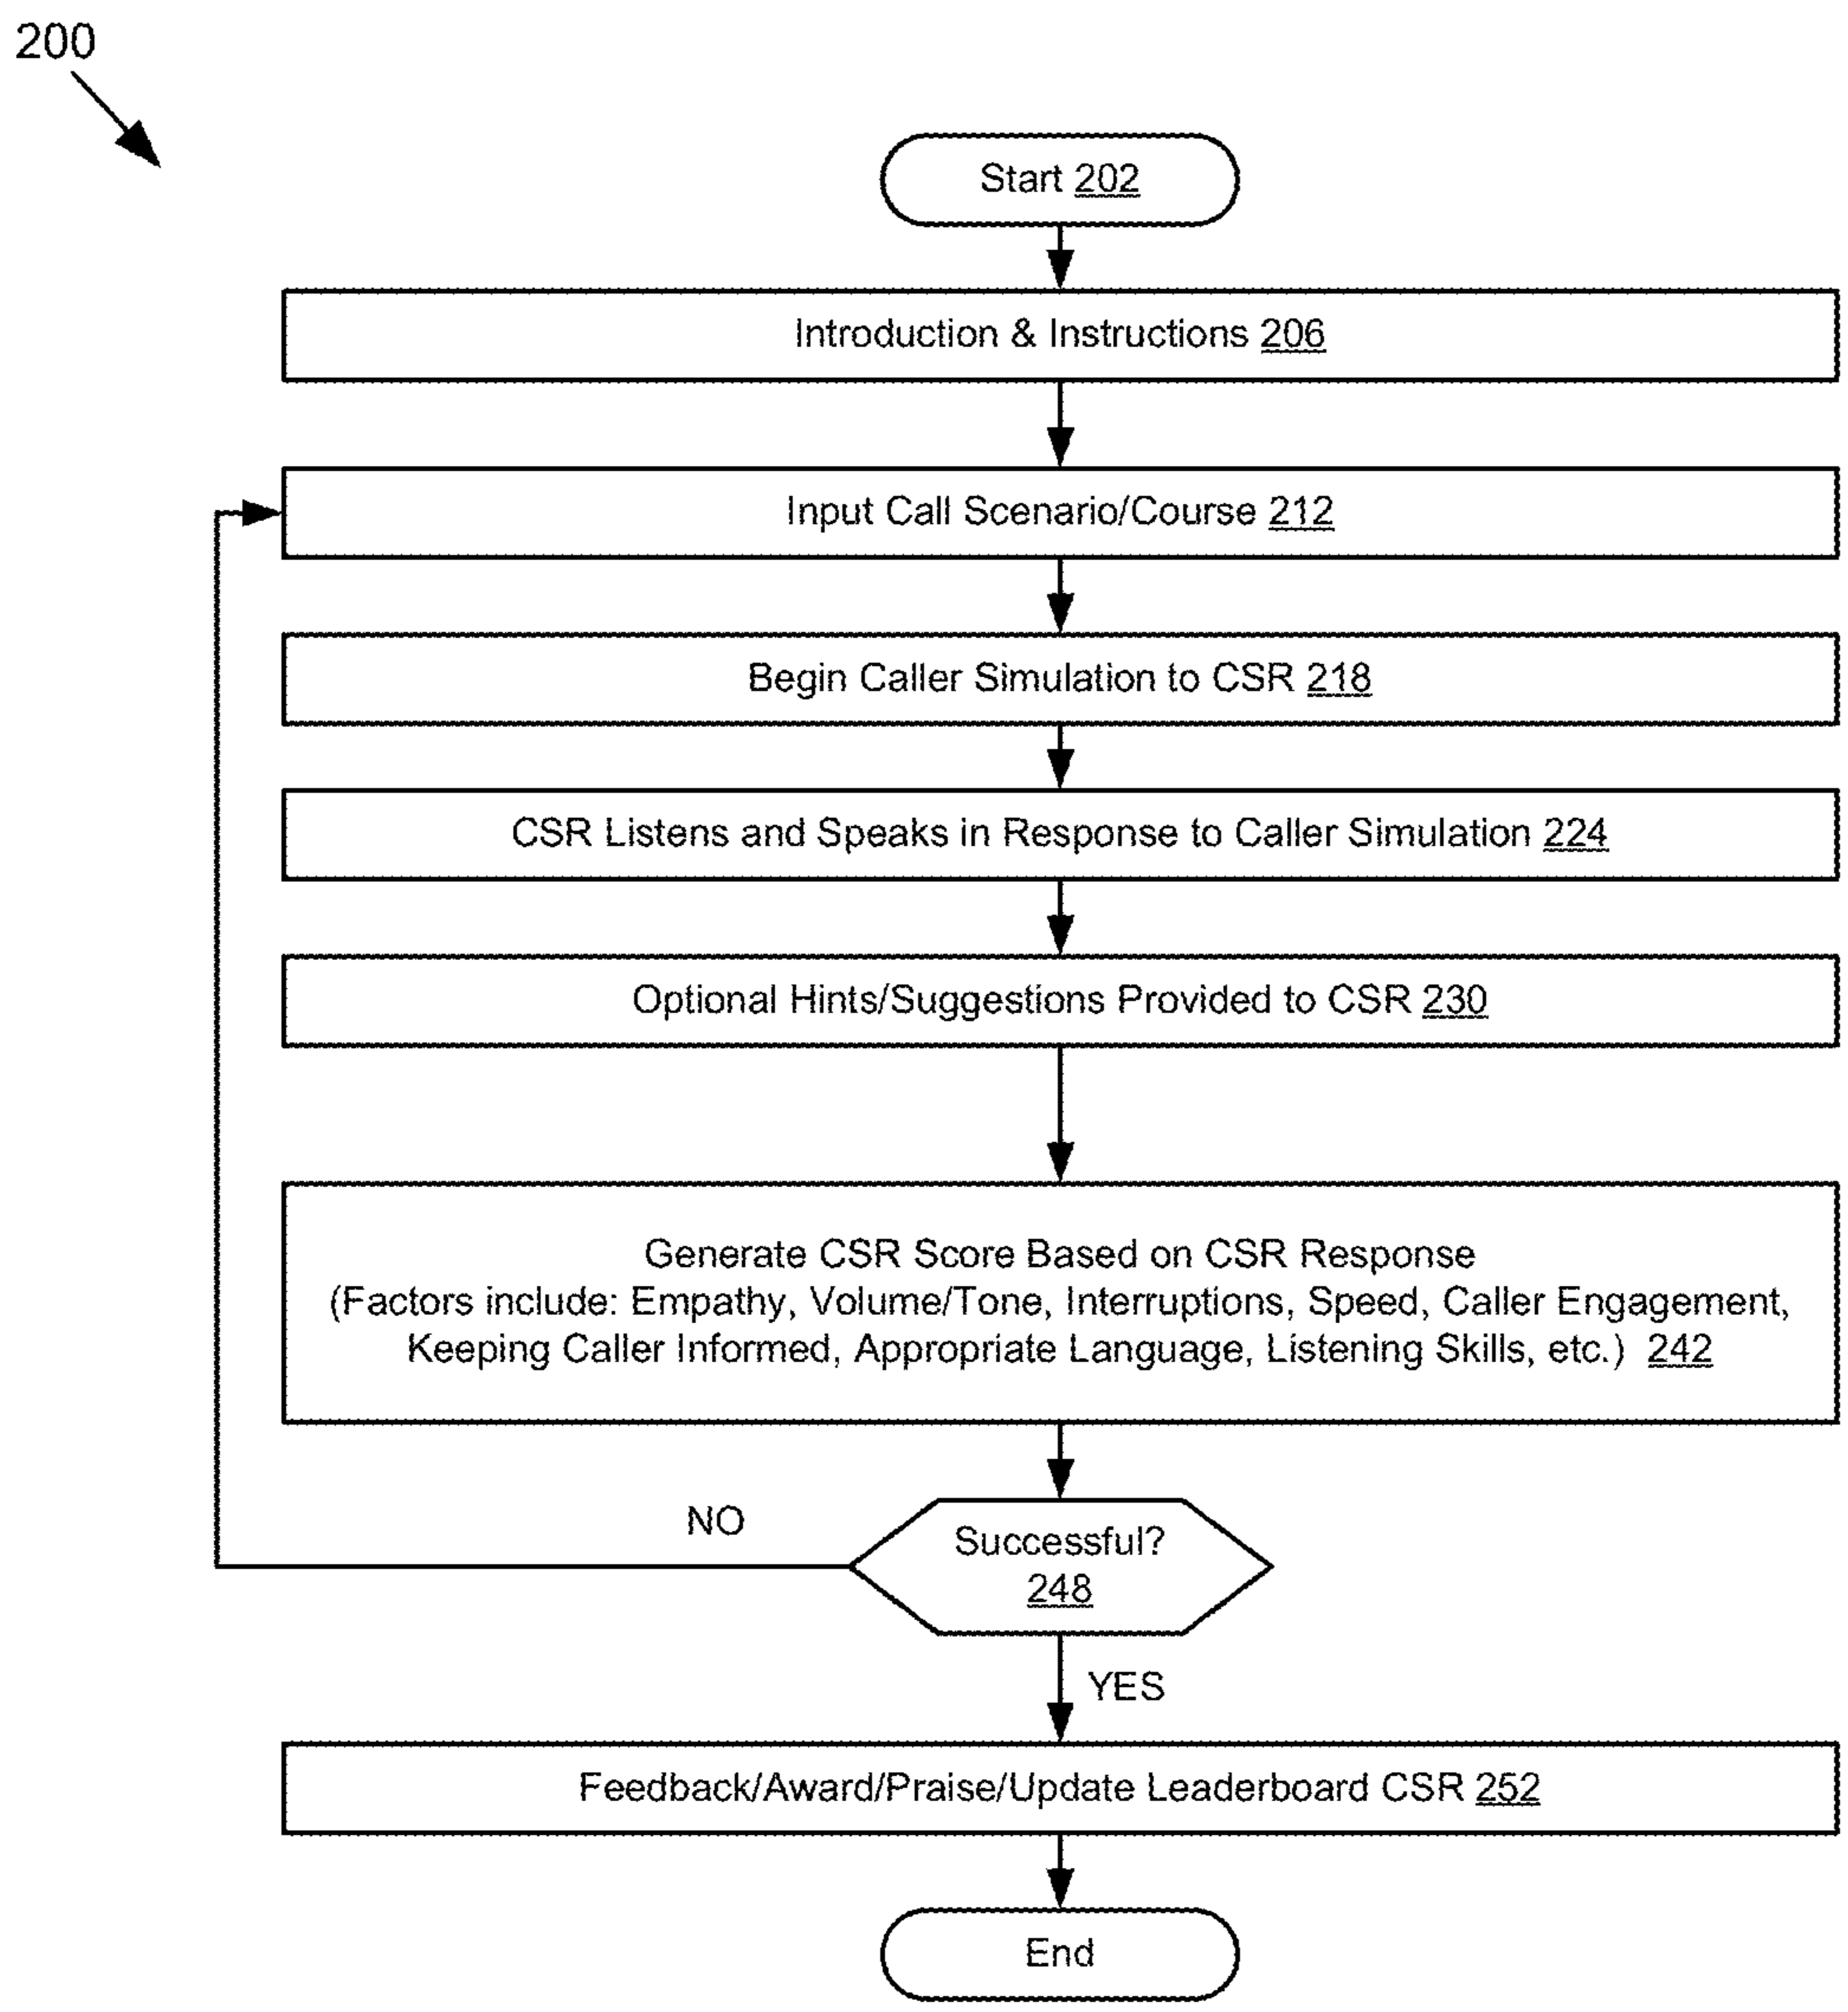 200
Start 202
Introduction & Instructions 206
Input Call Scenario/Course 212
Begin Caller Simulation to CSR 218
CSR Listens and Speaks in Response to Caller Simulation 224
Optional Hints/Suggestions Provided to CSR 230
Generate CSR Score Based on CSR Response
(Factors include: Empathy, Volume/Tone, Interruptions, Speed, Caller Engagement,
Keeping Caller Informed, Appropriate Language, Listening Skills, etc.) 242
NO
Successful?
248
YES
Feedback/Award/Praise/Update Leaderboard CSR 252
End